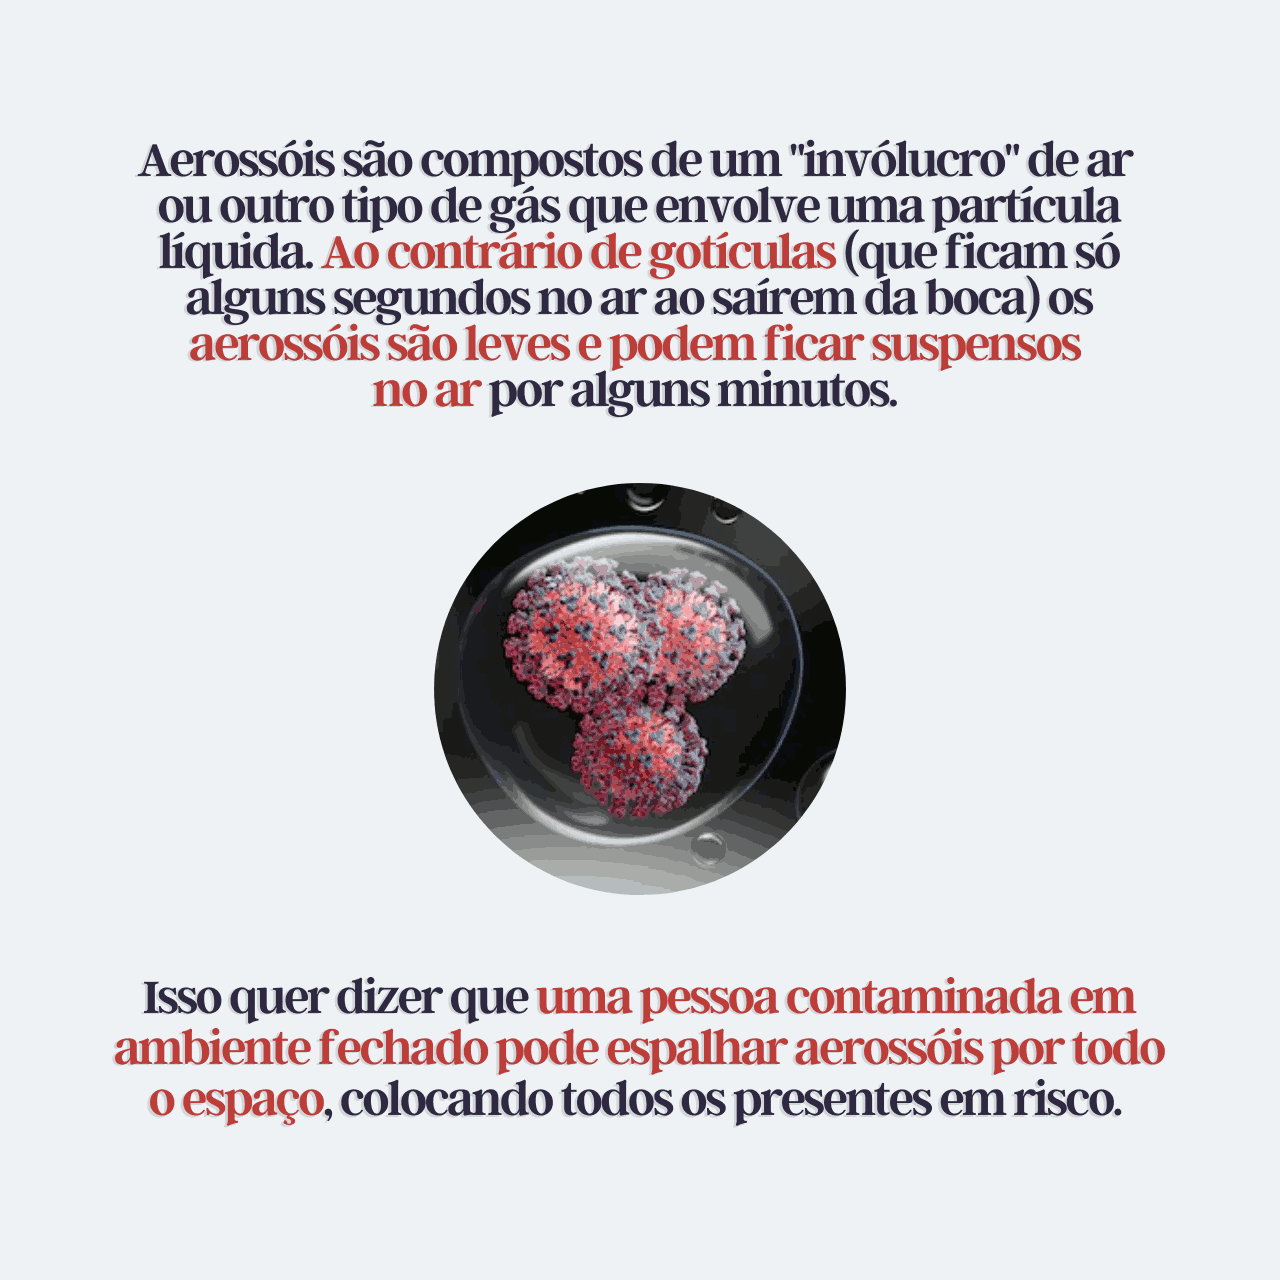 Aerossóis são compostos de um "invólucro" de ar
ou outro tipo de gás que envolve uma partícula
líquida. Ao contrário de gotículas (que ficam só
alguns segundos no ar ao saírem da boca) os
aerossóis são leves e podem ficar suspensos
no ar por alguns minutos.
Isso quer dizer que uma pessoa contaminada em
ambiente fechado pode espalhar aerossóis por todo
o espaço, colocando todos os presentes em risco.